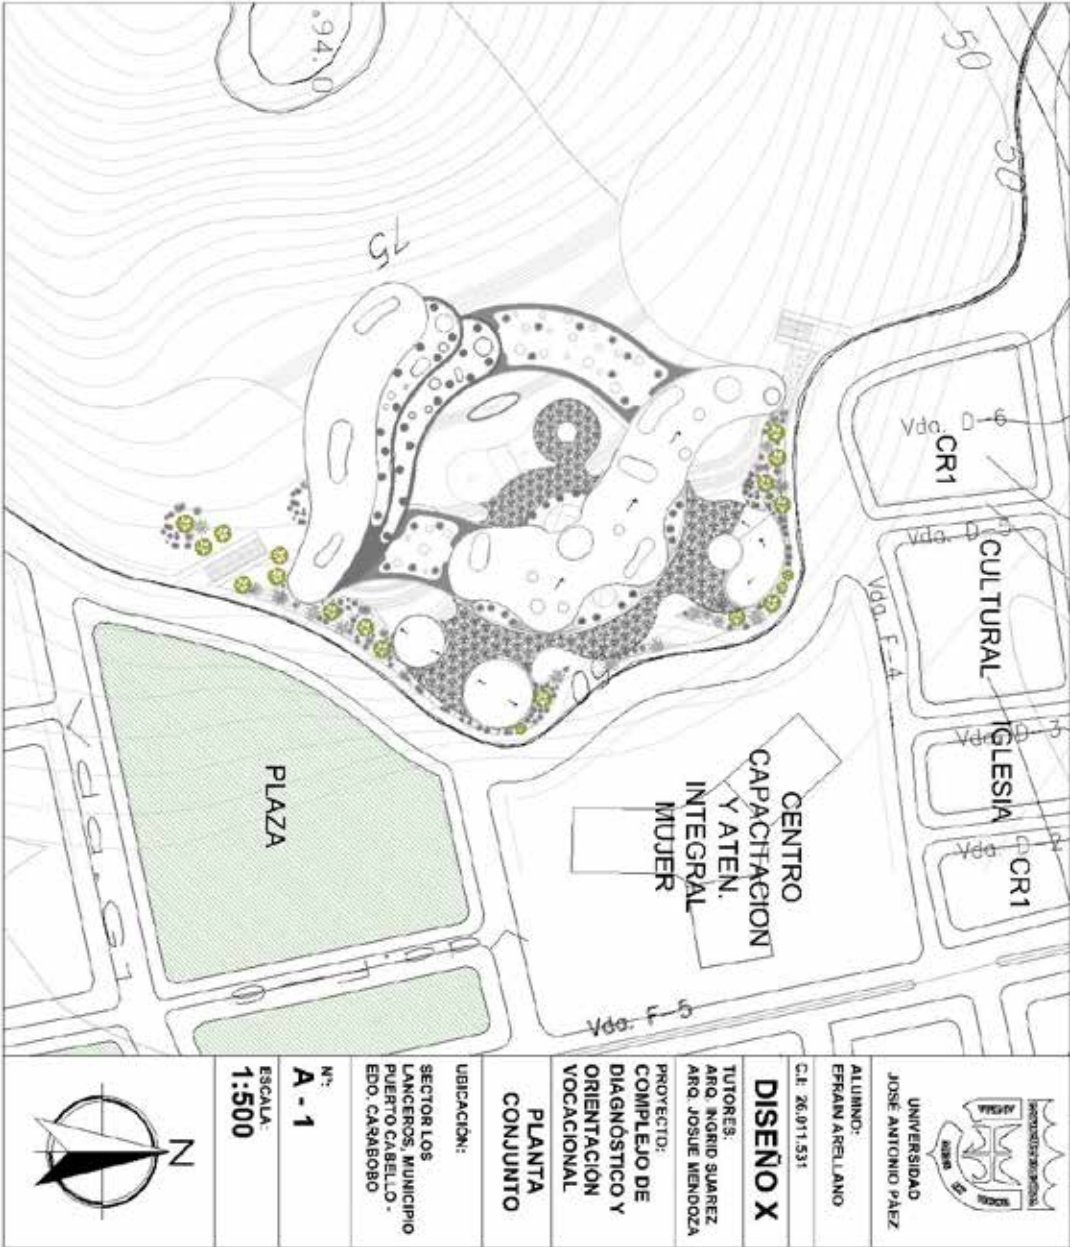 94.0
50
50
75
Vda. D-6
CR1
Vda. D-5
CULTURAL
Vda. F-4
Vda. D-3
IGLESIA
Vda. D-2
CR1
CENTRO
CAPACITACION
Y ATEN.
INTEGRAL
MUJER
PLAZA
Vda. F-5
UNIVERSIDAD
JOSÉ ANTONIO PÁEZ
ALUMNO:
EFRAIN ARELLANO
C.I: 26.011.531
DISEÑO X
TUTORES:
ARQ. INGRID SUAREZ
ARQ. JOSUE MENDOZA
PROYECTO:
COMPLEJO DE
DIAGNÓSTICO Y
ORIENTACIÓN
VOCACIONAL
PLANTA
CONJUNTO
UBICACIÓN:
SECTOR LOS
LANCEROS, MUNICIPIO
PUERTO CABELLO -
EDO. CARABOBO
N°:
A - 1
ESCALA:
1:500
N